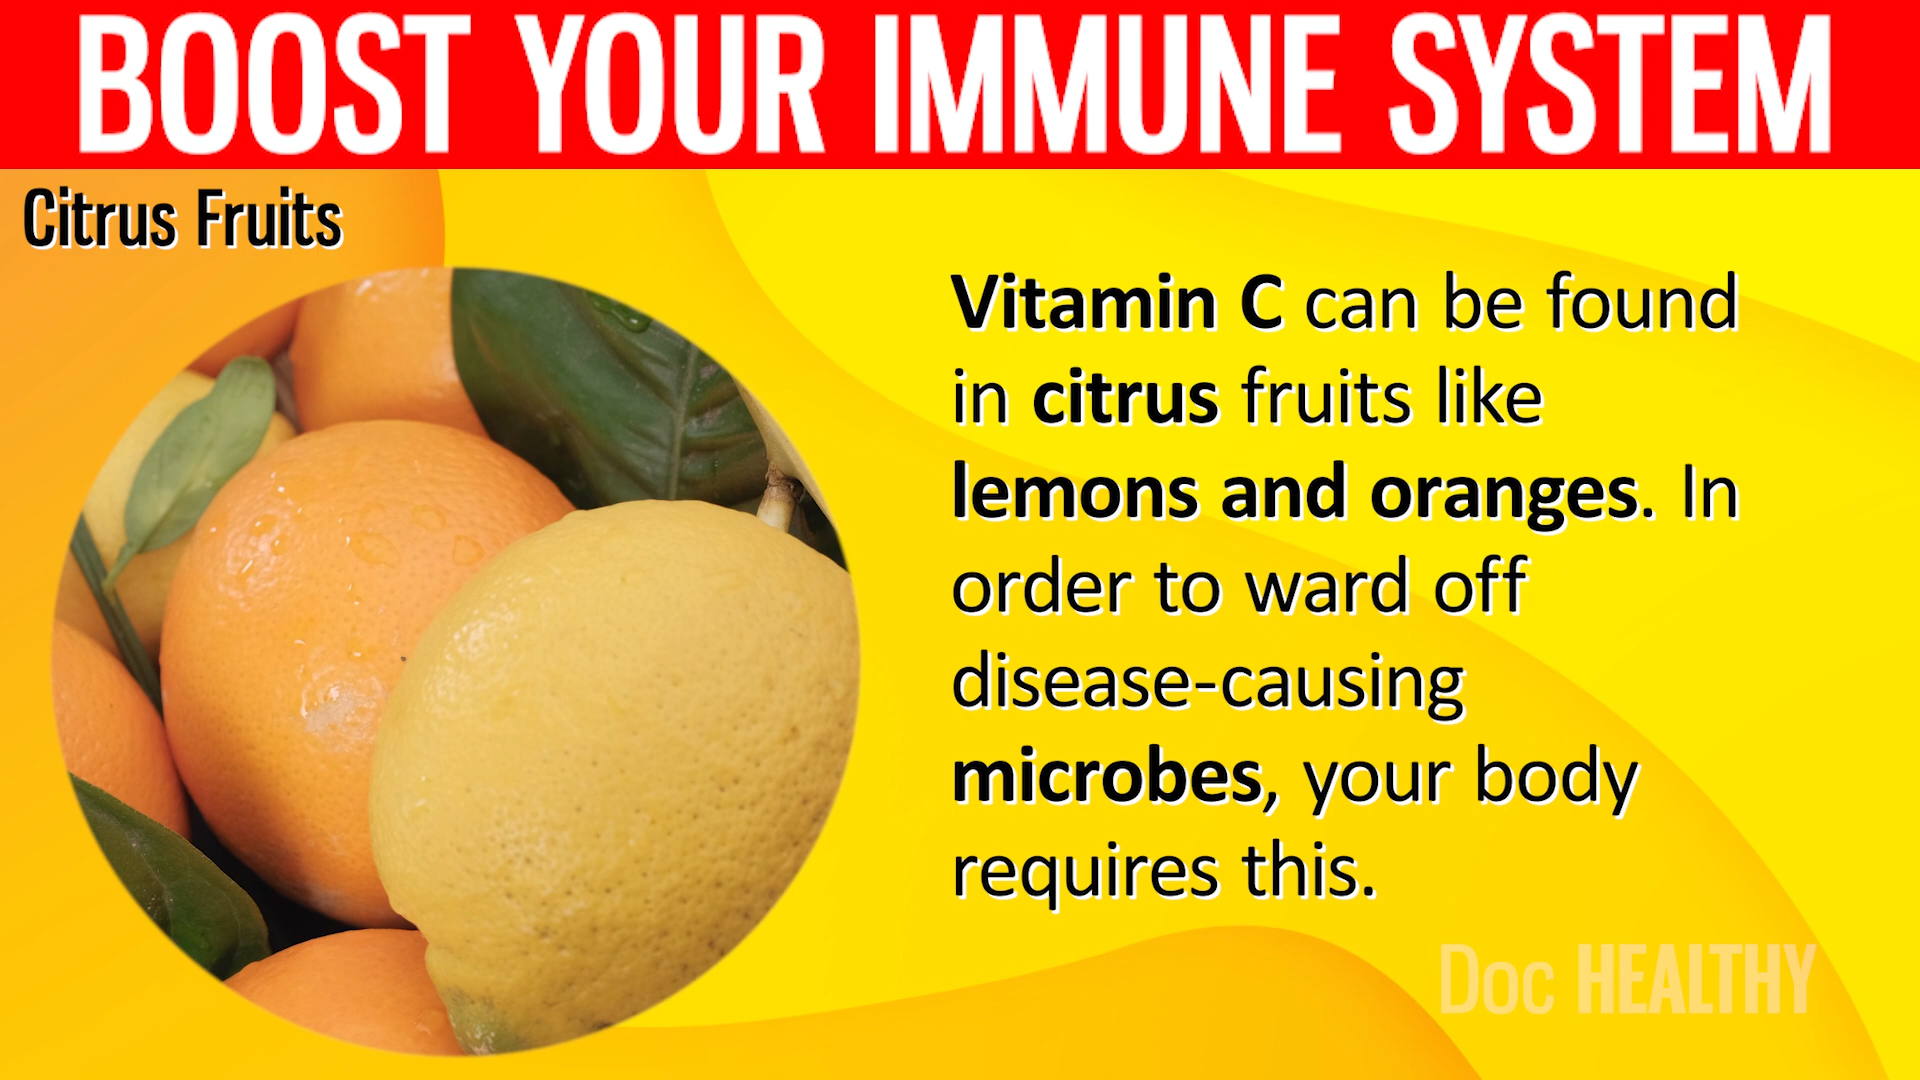 BOOST YOUR IMMUNE SYSTEM
Citrus Fruits
Vitamin C can be found
in citrus fruits like
lemons and oranges. In
order to ward off
disease-causing
microbes, your body
requires this.
Doc HEALTHY